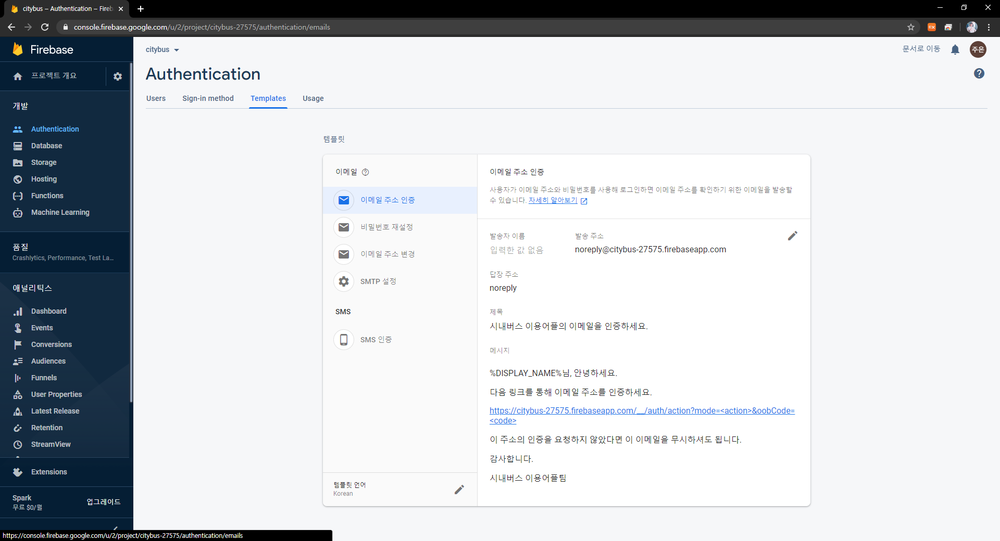 citybus – Authentication – Fireb
console.firebase.google.com/u/2/project/citybus-27575/authentication/emails
Firebase
프로젝트 개요
개발
Authentication
Database
Storage
Hosting
Functions
Machine Learning
품질
Crashlytics, Performance, Test La...
애널리틱스
Dashboard
Events
Conversions
Audiences
Funnels
User Properties
Latest Release
Retention
StreamView
Extensions
Spark
무료 $0/월
업그레이드
https://console.firebase.google.com/u/2/project/citybus-27575/authentication/emails
citybus
문서로 이동
주은
Authentication
Users
Sign-in method
Templates
Usage
템플릿
이메일
이메일 주소 인증
비밀번호 재설정
이메일 주소 변경
SMTP 설정
SMS
SMS 인증
템플릿 언어
Korean
이메일 주소 인증
사용자가 이메일 주소와 비밀번호를 사용해 로그인하면 이메일 주소를 확인하기 위한 이메일을 발송할
수 있습니다. 자세히 알아보기
발송자 이름
입력한 값 없음
발송 주소
noreply@citybus-27575.firebaseapp.com
답장 주소
noreply
제목
시내버스 이용어플의 이메일을 인증하세요.
메시지
%DISPLAY_NAME%님, 안녕하세요.
다음 링크를 통해 이메일 주소를 인증하세요.
https://citybus-27575.firebaseapp.com/__/auth/action?mode=<action>&oobCode=
<code>
이 주소의 인증을 요청하지 않았다면 이 이메일을 무시하셔도 됩니다.
감사합니다.
시내버스 이용어플팀